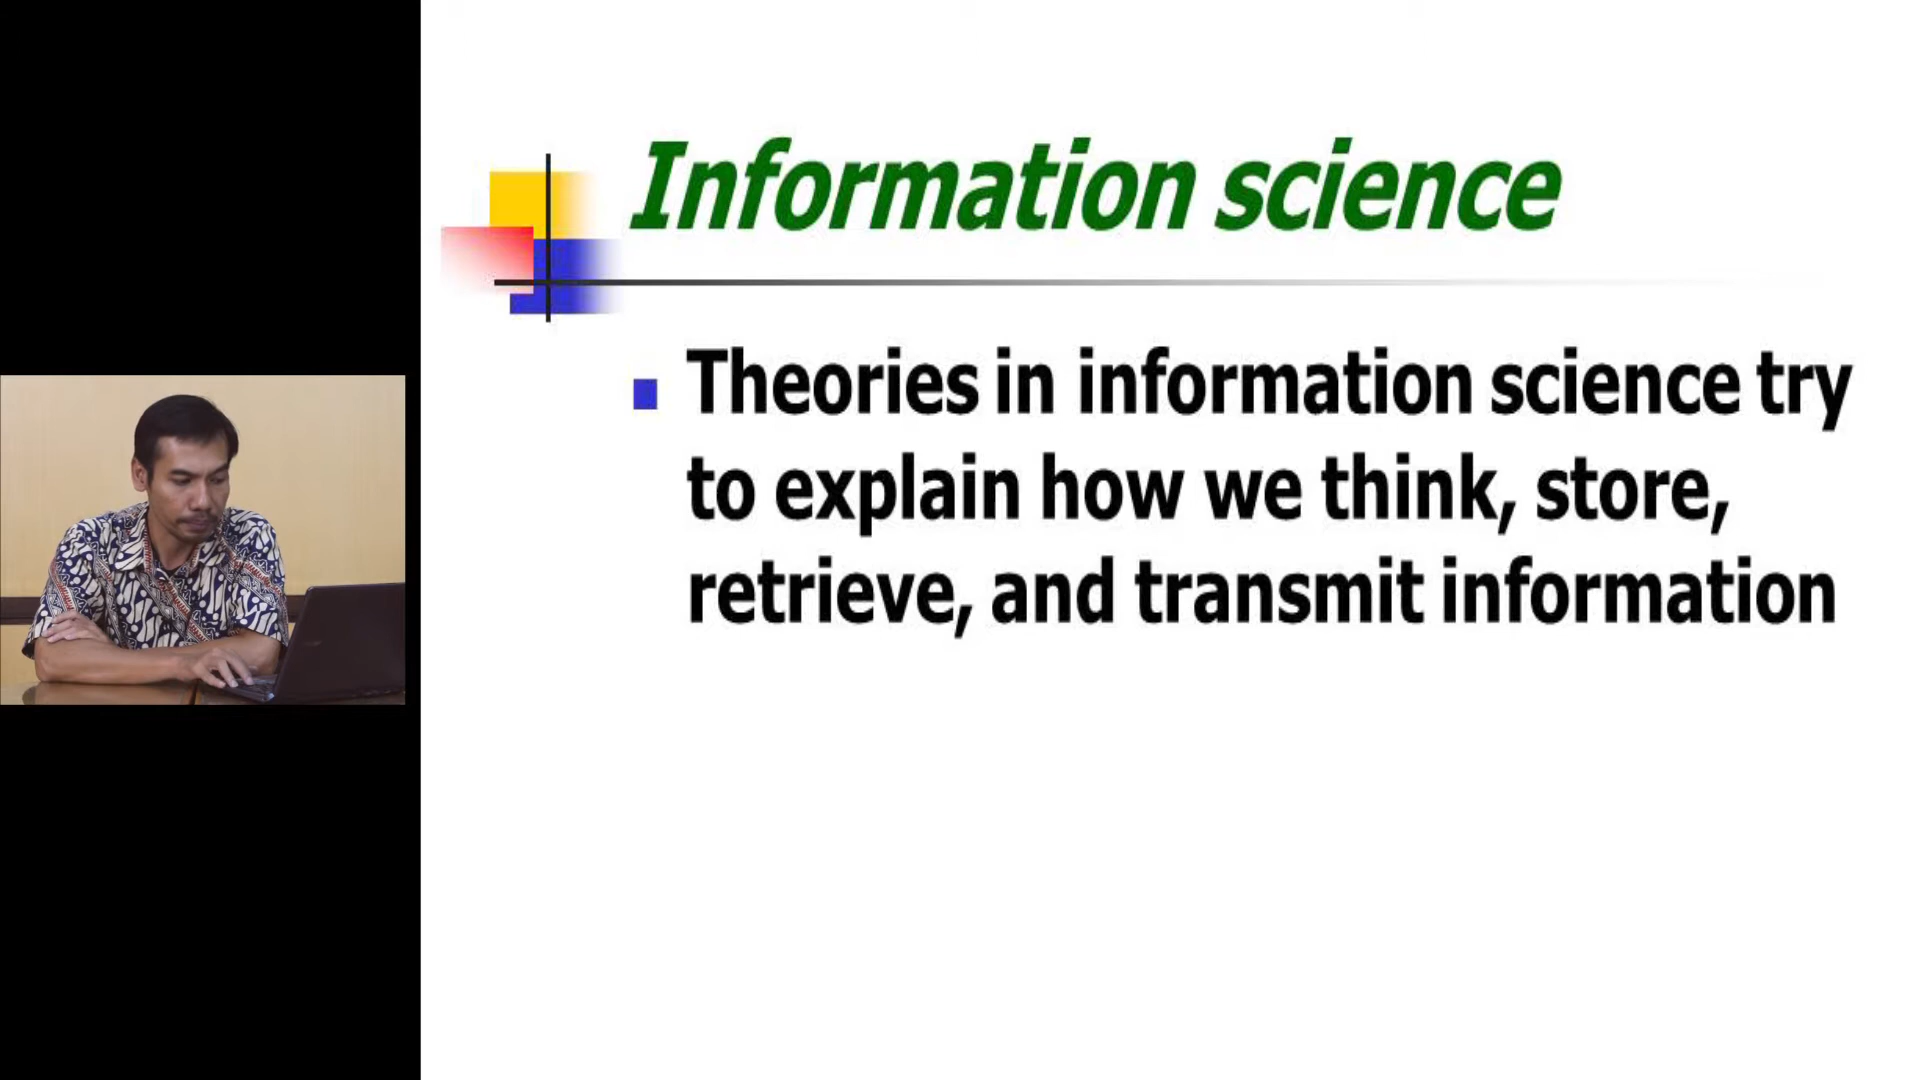 Information science
Theories in information science try
to explain how we think, store,
retrieve, and transmit information